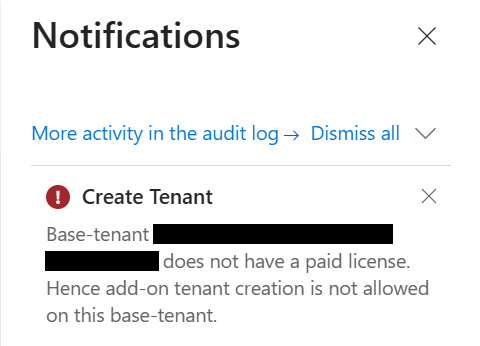 Notifications
More activity in the audit log → Dismiss all
Create Tenant
Base-tenant
does not have a paid license.
Hence add-on tenant creation is not allowed
on this base-tenant.